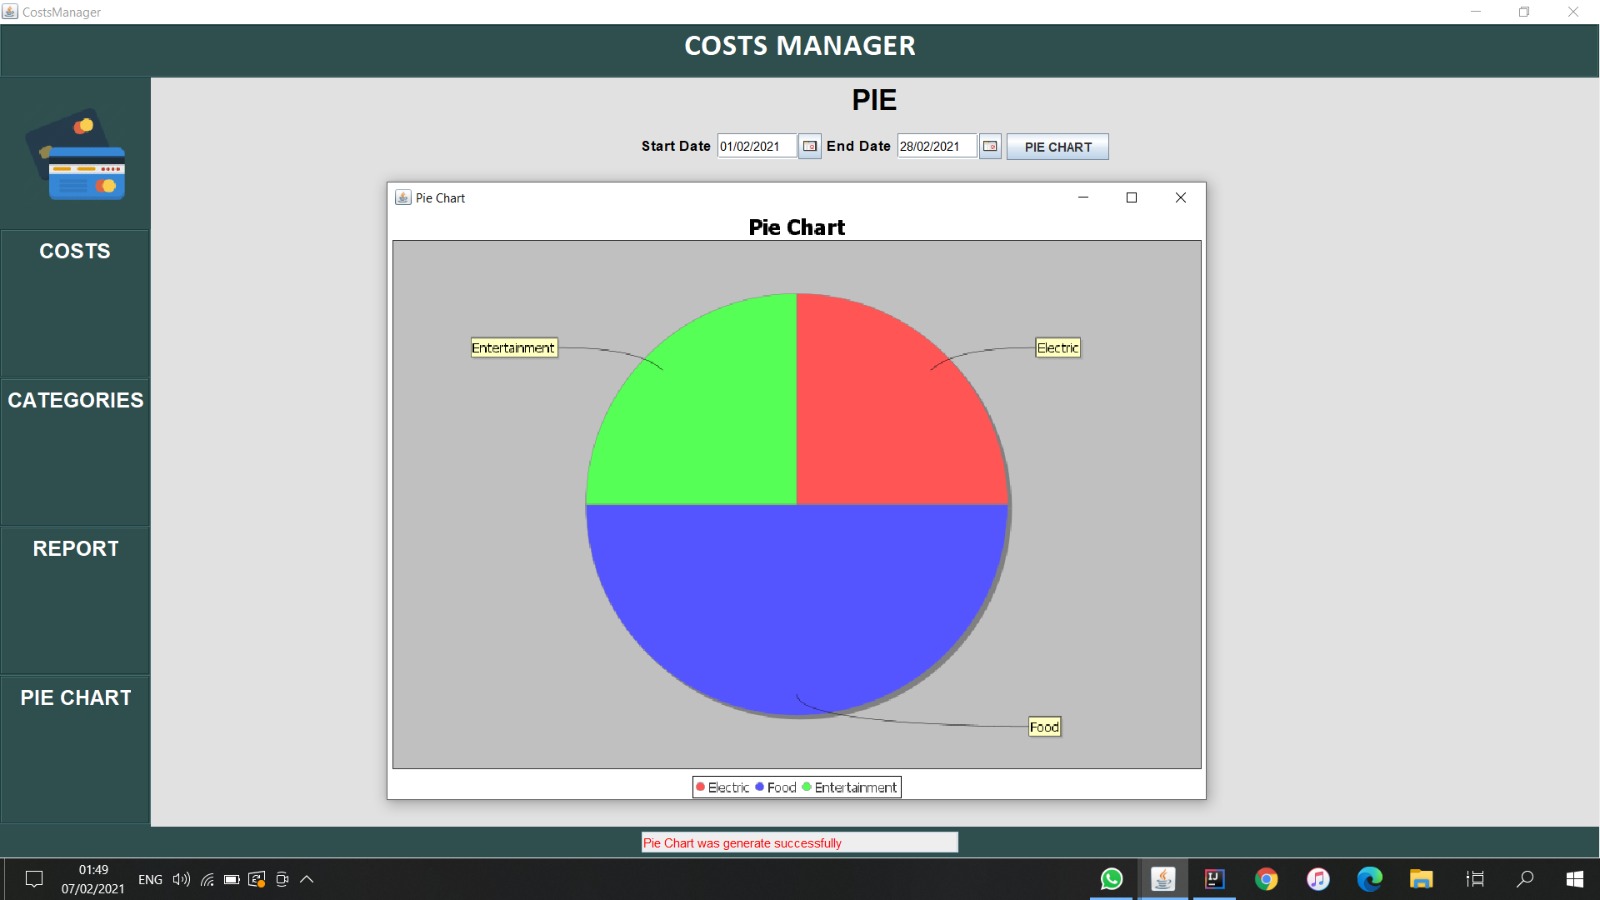 CostsManager
COSTS MANAGER
PIE
Start Date 01/02/2021 End Date 28/02/2021 PIE CHART
COSTS
CATEGORIES
REPORT
PIE CHART
Pie Chart
Pie Chart
Entertainment
Electric
Food
Electric Food Entertainment
Pie Chart was generate successfully
01:49
07/02/2021
ENG